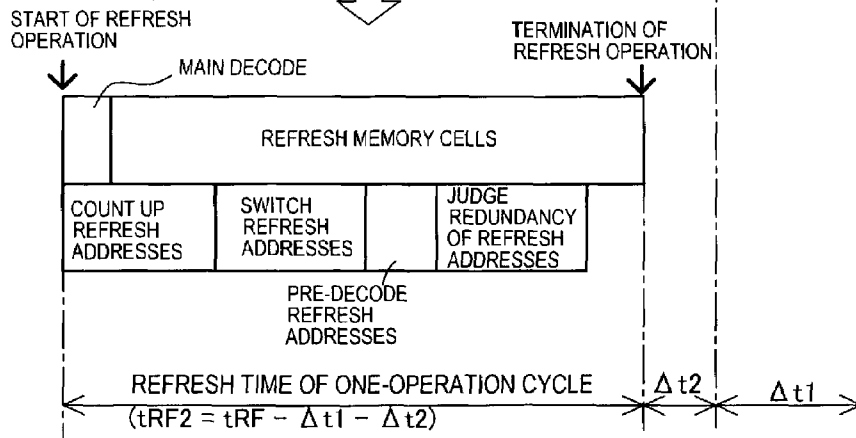 START OF REFRESH
OPERATION
TERMINATION OF
REFRESH OPERATION
MAIN DECODE
REFRESH MEMORY CELLS
COUNT UP
REFRESH
ADDRESSES
SWITCH
REFRESH
ADDRESSES
JUDGE
REDUNDANCY
OF REFRESH
ADDRESSES
PRE-DECODE
REFRESH
ADDRESSES
REFRESH TIME OF ONE-OPERATION CYCLE
(tRF2 = tRF − Δt1 − Δt2)
Δt2
Δt1